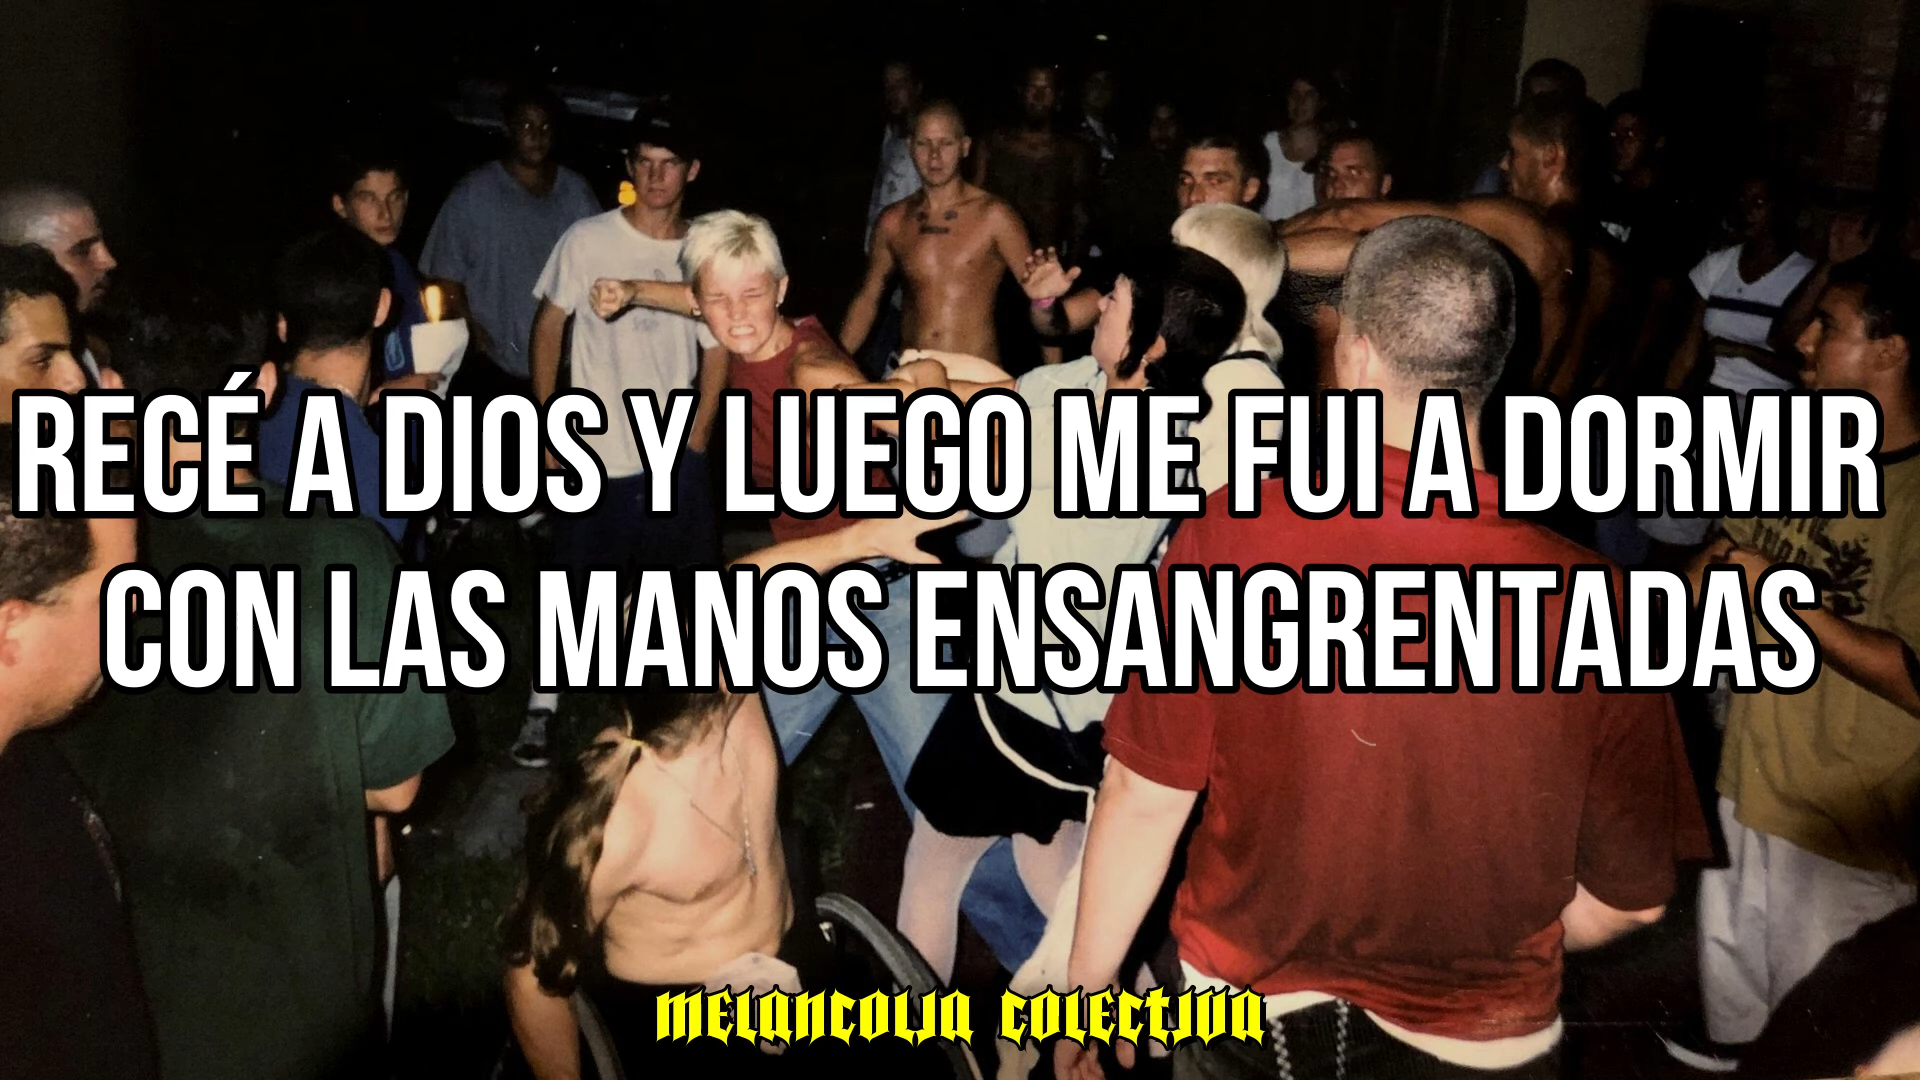 RECÉ A DIOS Y LUEGO ME FUI A DORMIR
CON LAS MANOS ENSANGRENTADAS
MELANCOLIA COLECTIVA